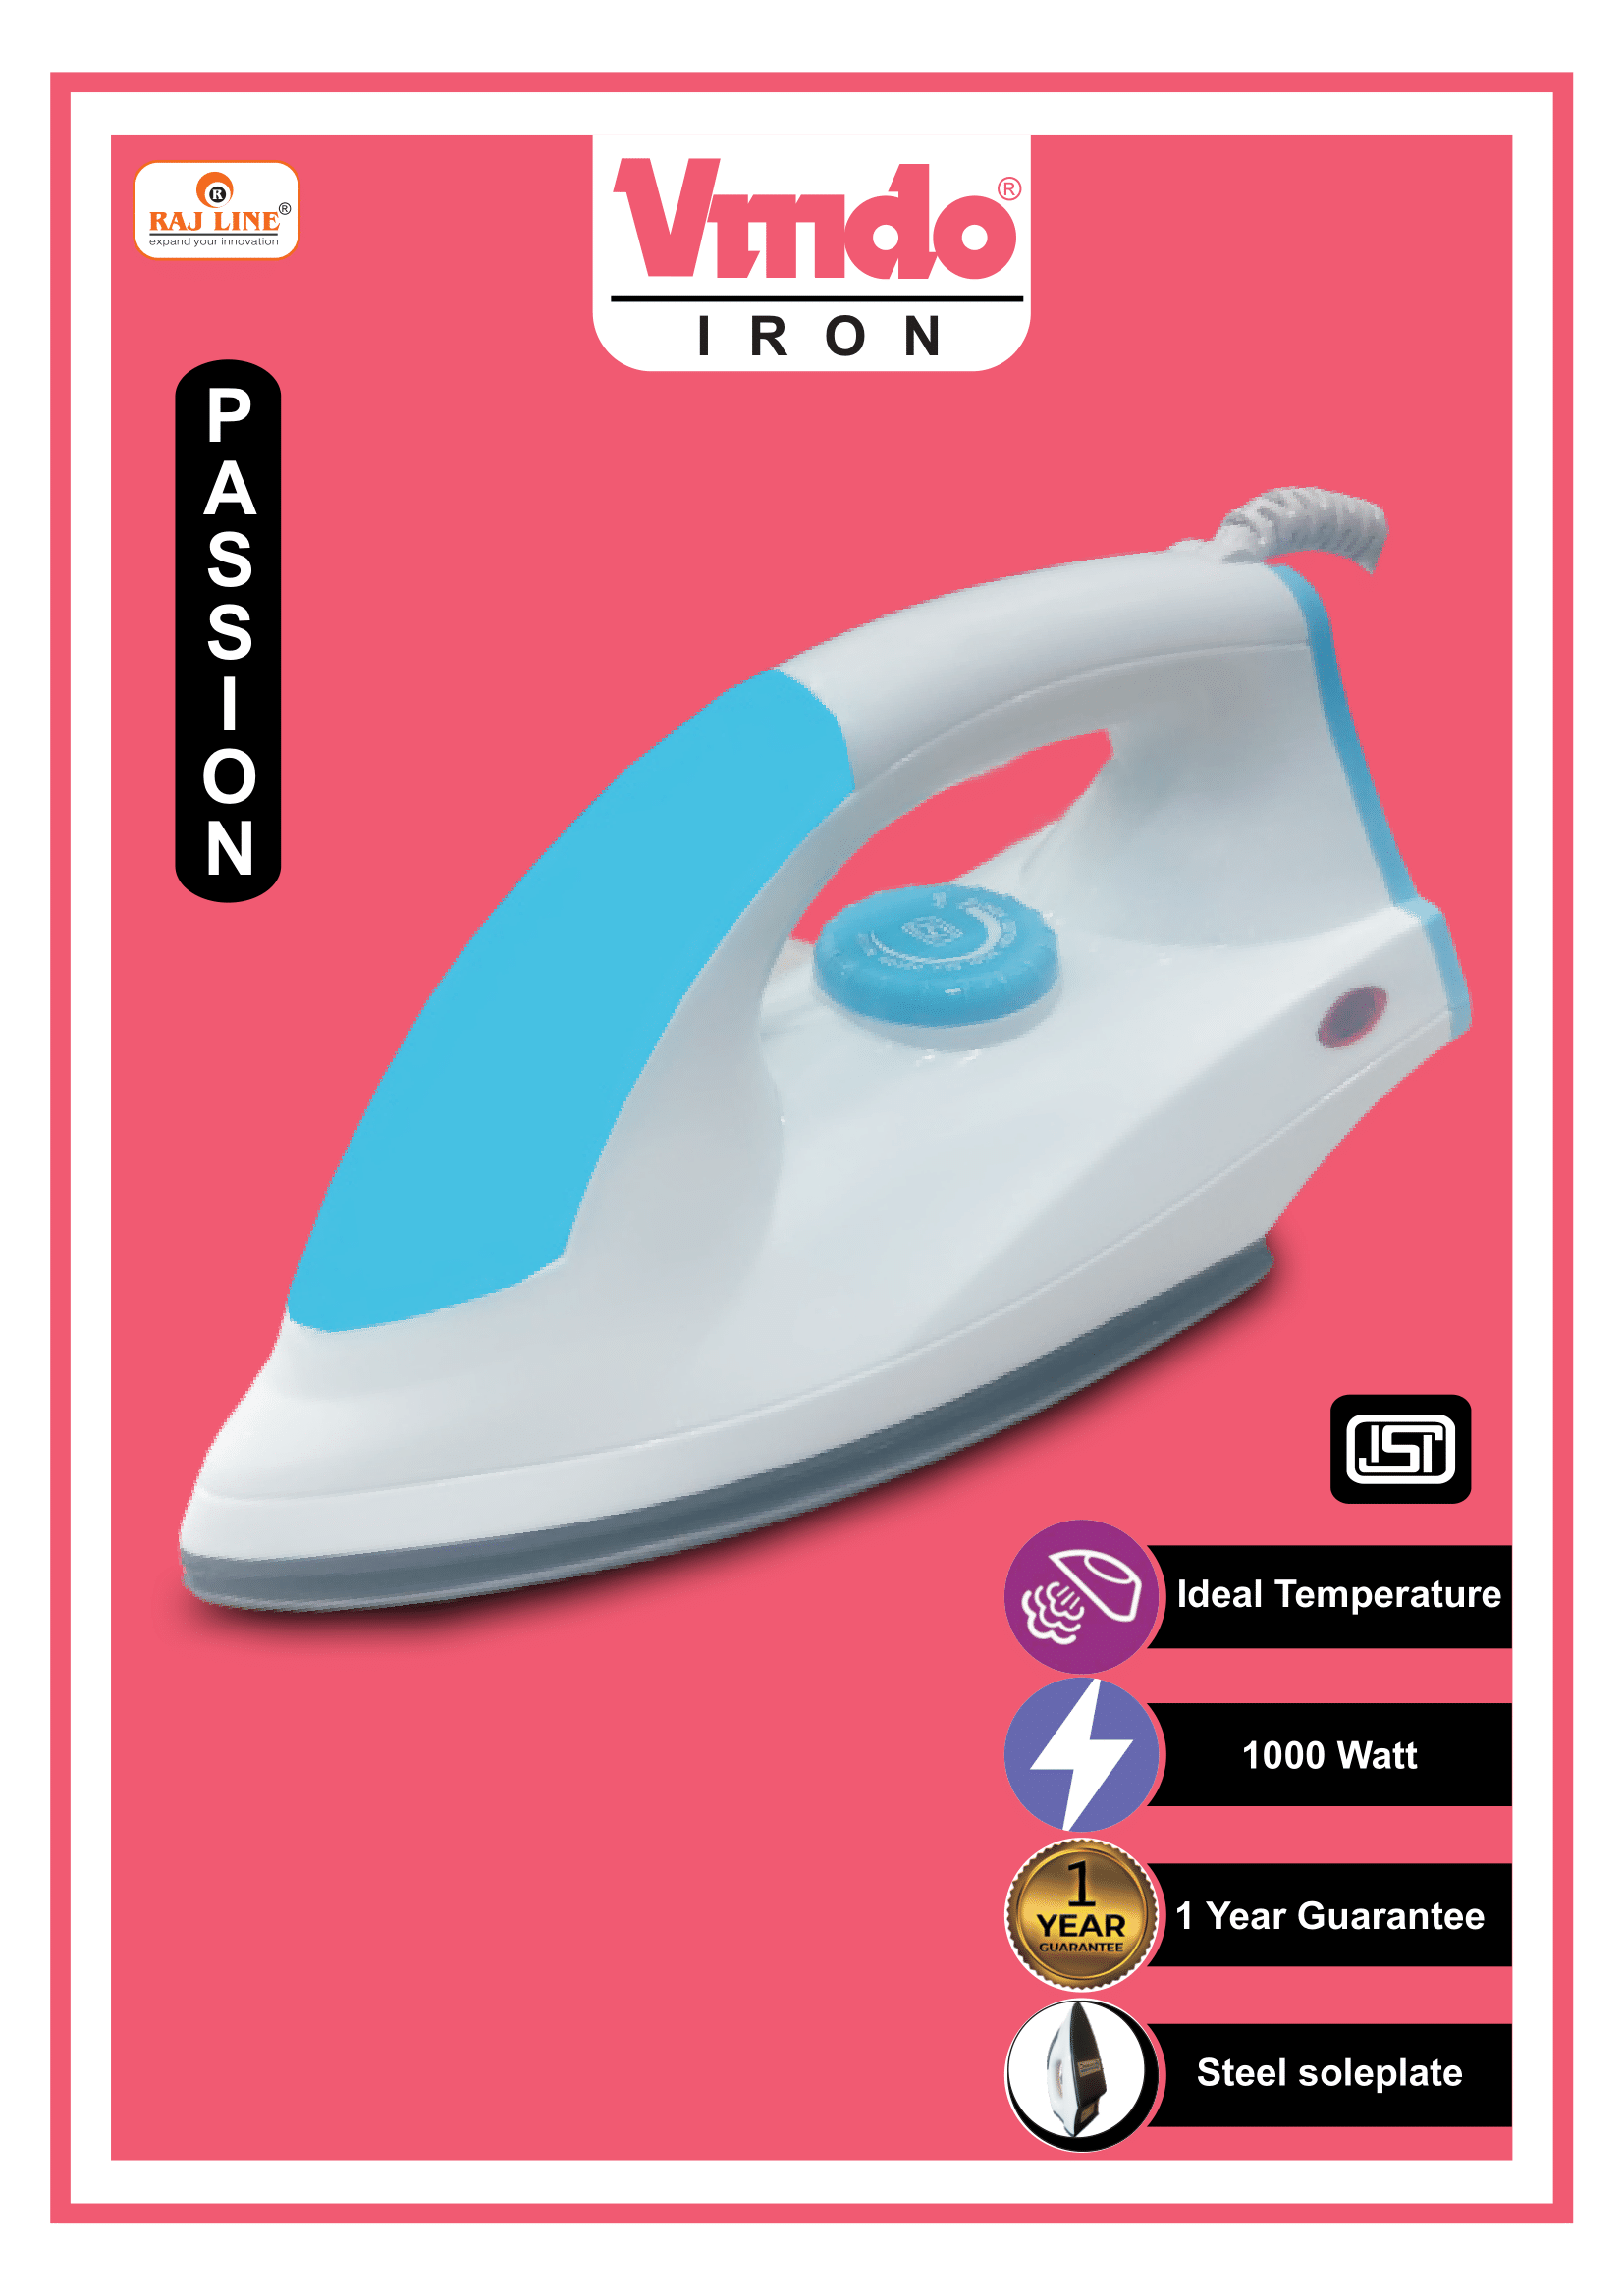 R
RAJ LINE®
expand your innovation
Vmdo®
IRON
PASSION
ISI
Ideal Temperature
1000 Watt
1
YEAR
GUARANTEE
1 Year Guarantee
Steel soleplate